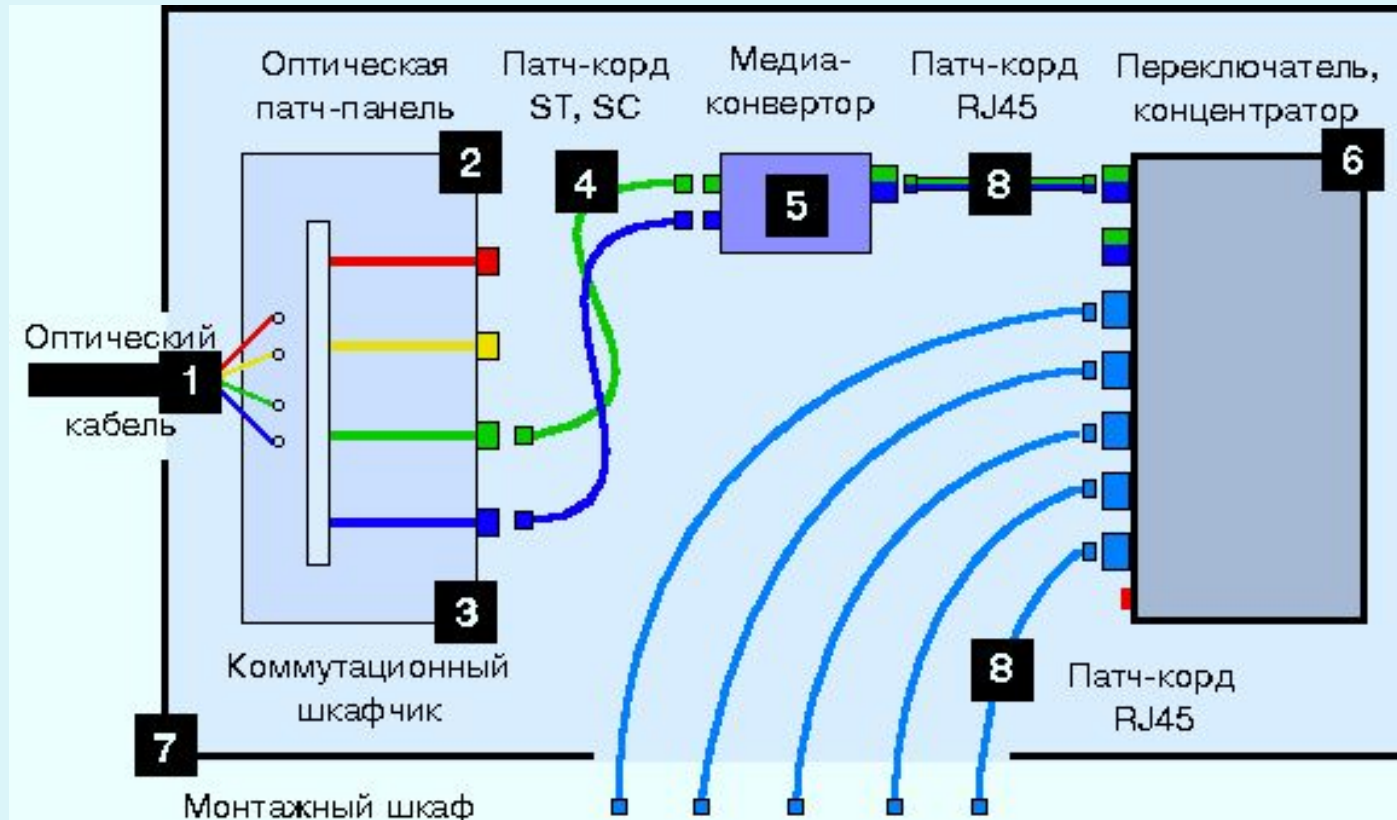 Оптическая
патч-панель
Патч-корд
ST, SC
Медиа-
конвертор
Патч-корд
RJ45
Переключатель,
концентратор
2
4
5
8
6
Оптический
1
кабель
3
Коммутационный
шкафчик
8
Патч-корд
RJ45
7
Монтажный шкаф